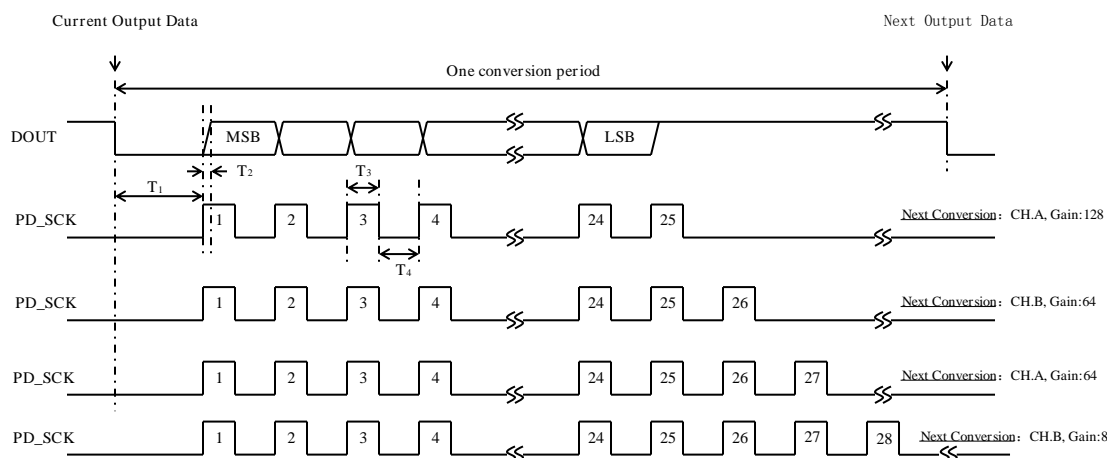 Current Output Data
Next Output Data
One conversion period
DOUT
MSB
LSB
T2
T3
T1
PD_SCK
1 2 3 4 24 25
Next Conversion：CH.A, Gain:128
T4
PD_SCK
1 2 3 4 24 25 26
Next Conversion：CH.B, Gain:64
PD_SCK
1 2 3 4 24 25 26 27
Next Conversion：CH.A, Gain:64
PD_SCK
1 2 3 4 24 25 26 27 28
Next Conversion：CH.B, Gain:8